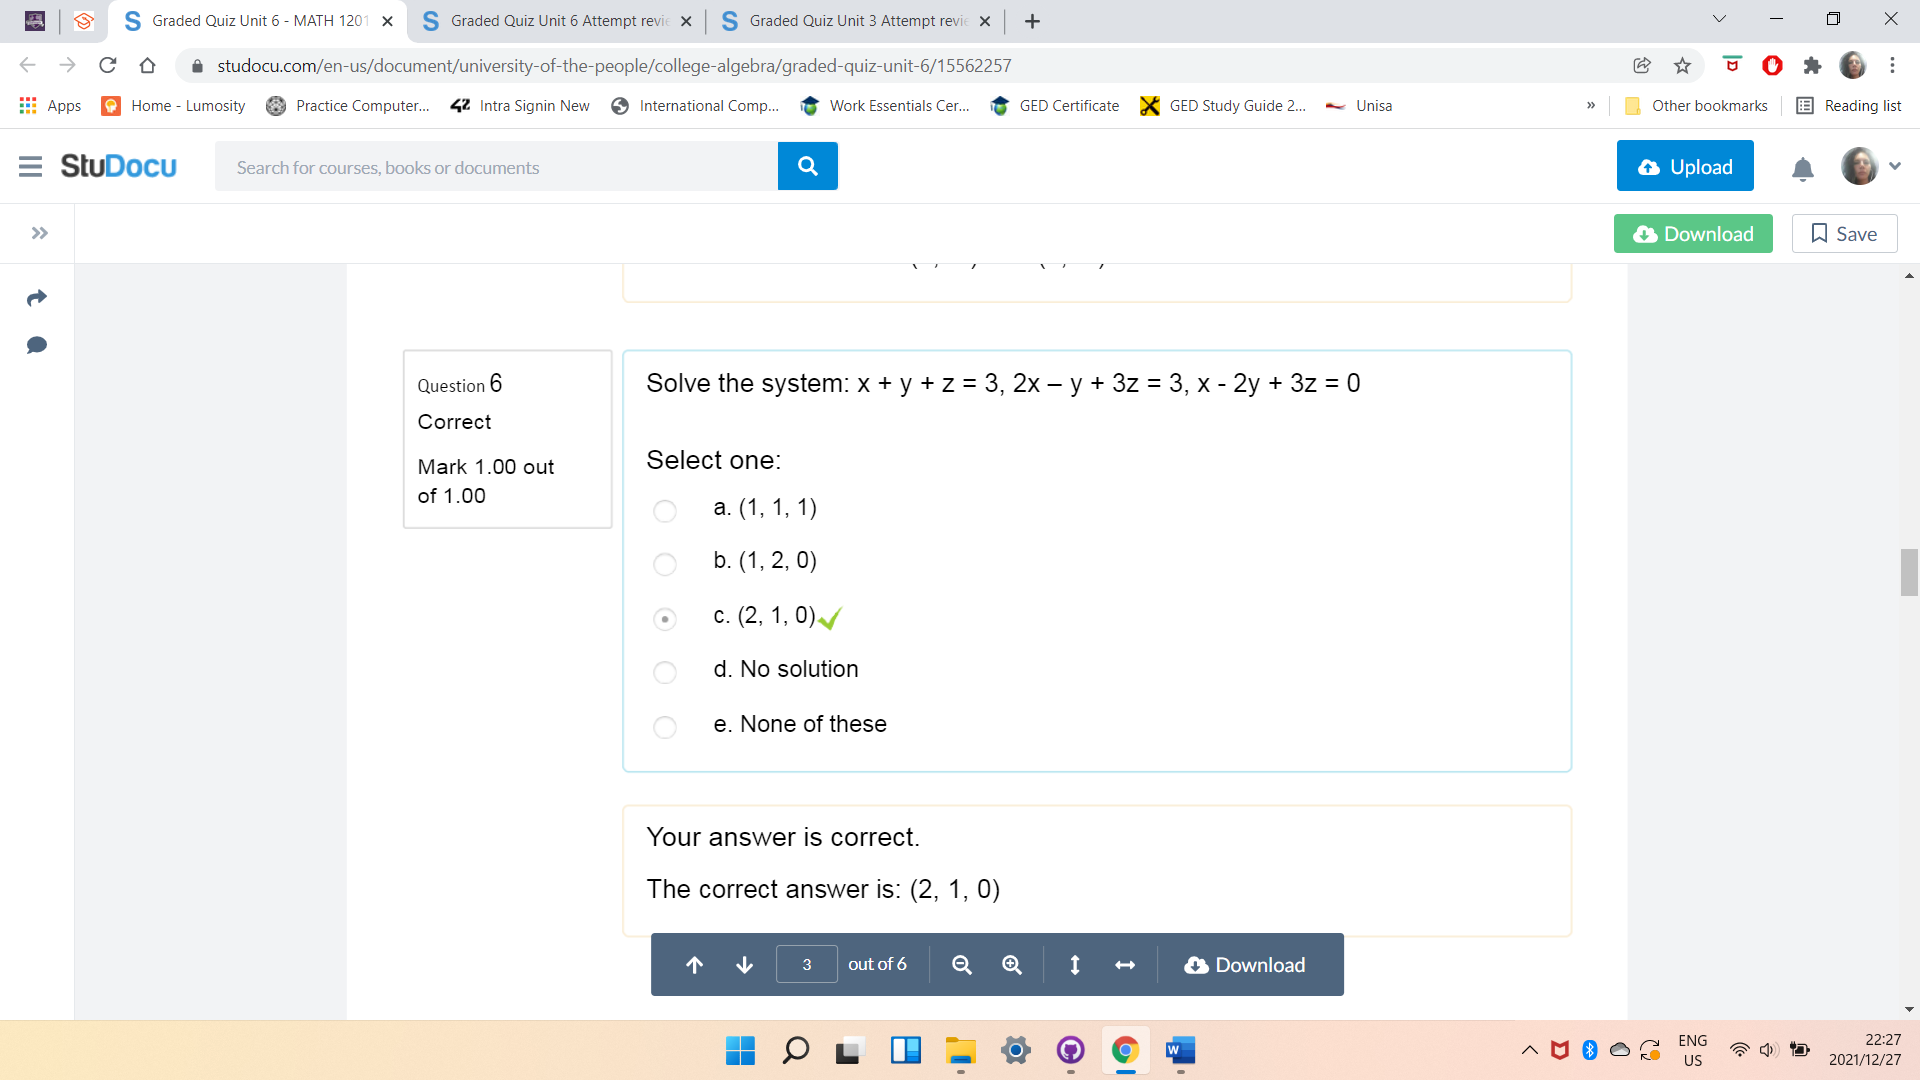 Graded Quiz Unit 6 - MATH 1201
Graded Quiz Unit 6 Attempt revie
Graded Quiz Unit 3 Attempt revie
studocu.com/en-us/document/university-of-the-people/college-algebra/graded-quiz-unit-6/15562257
Apps
Home - Lumosity
Practice Computer...
Intra Signin New
International Comp...
Work Essentials Cer...
GED Certificate
GED Study Guide 2...
Unisa
»
Other bookmarks
Reading list
StuDocu
Search for courses, books or documents
Upload
Download
Save
Question 6
Correct
Mark 1.00 out
of 1.00
Solve the system: x + y + z = 3, 2x – y + 3z = 3, x - 2y + 3z = 0
Select one:
a. (1, 1, 1)
b. (1, 2, 0)
c. (2, 1, 0)
d. No solution
e. None of these
Your answer is correct.
The correct answer is: (2, 1, 0)
3 out of 6
Download
ENG
US
22:27
2021/12/27